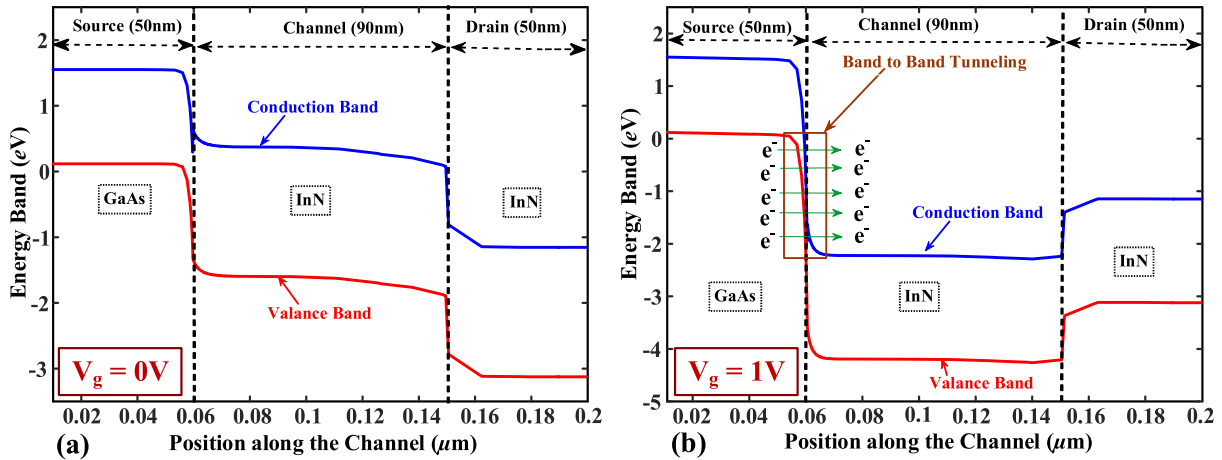 Source (50nm)
Channel (90nm)
Drain (50nm)
Energy Band (eV)
2
1
0
-1
-2
-3
Conduction Band
GaAs
InN
InN
Valance Band
Vg = 0V
0.02
0.04
0.06
0.08
0.1
0.12
0.14
0.16
0.18
0.2
(a)
Position along the Channel (μm)
Source (50nm)
Channel (90nm)
Drain (50nm)
Energy Band (eV)
2
1
0
-1
-2
-3
-4
-5
Band to Band Tunneling
e- e-
e- e-
e- e-
e- e-
e- e-
Conduction Band
InN
GaAs
InN
Valance Band
Vg = 1V
0.02
0.04
0.06
0.08
0.1
0.12
0.14
0.16
0.18
0.2
(b)
Position along the Channel (μm)